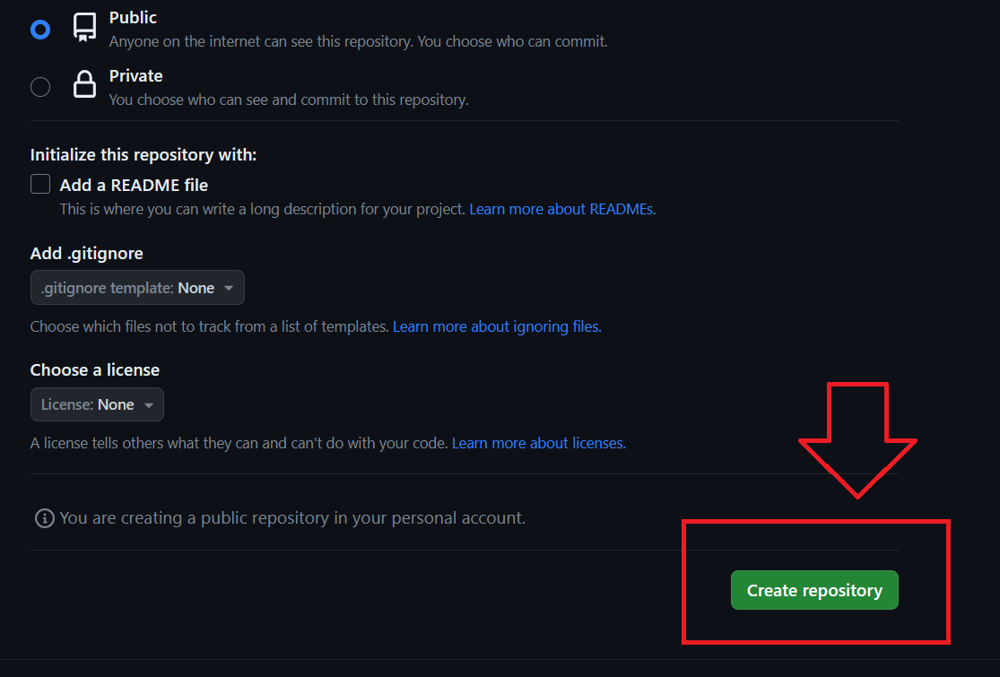 Public
Anyone on the internet can see this repository. You choose who can commit.
Private
You choose who can see and commit to this repository.
Initialize this repository with:
Add a README file
This is where you can write a long description for your project. Learn more about READMEs.
Add .gitignore
.gitignore template: None
Choose which files not to track from a list of templates. Learn more about ignoring files.
Choose a license
License: None
A license tells others what they can and can't do with your code. Learn more about licenses.
You are creating a public repository in your personal account.
Create repository